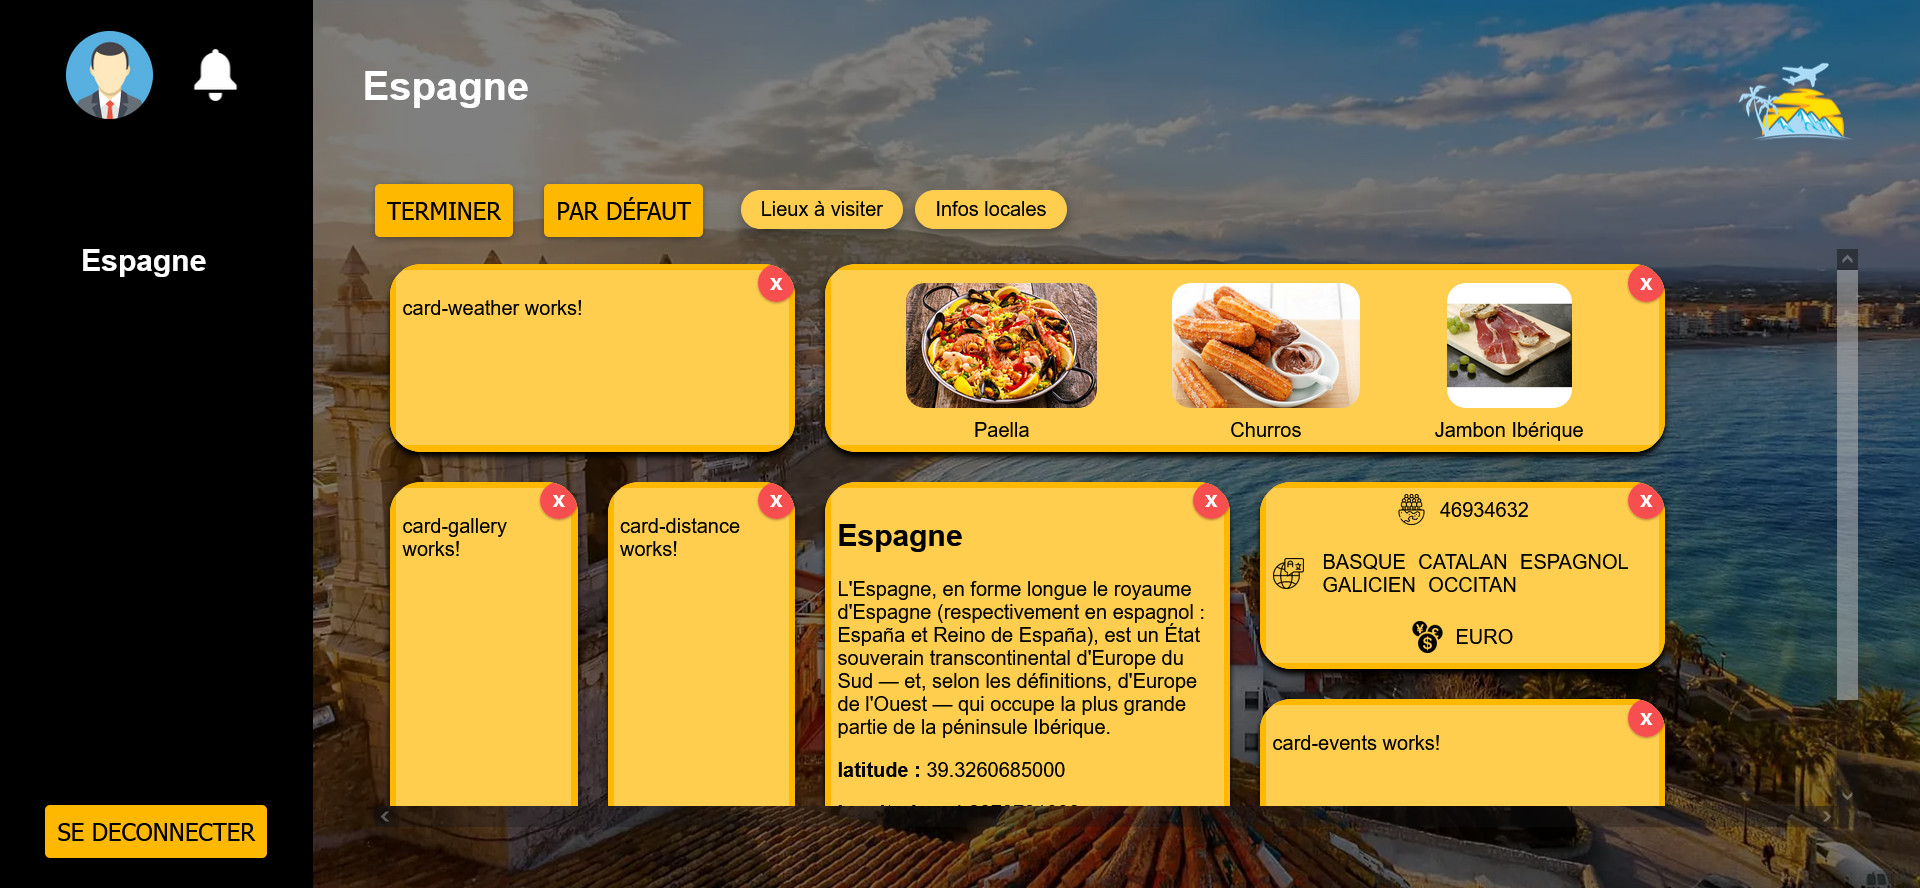 Espagne
TERMINER
PAR DÉFAUT
Lieux à visiter
Infos locales
Espagne
x
card-weather works!
x
Paella
Churros
Jambon Ibérique
x
card-gallery
works!
x
card-distance
works!
x
Espagne
L'Espagne, en forme longue le royaume
d'Espagne (respectivement en espagnol :
España et Reino de España), est un État
souverain transcontinental d'Europe du
Sud — et, selon les définitions, d'Europe
de l'Ouest — qui occupe la plus grande
partie de la péninsule Ibérique.
latitude : 39.3260685000
x
46934632
BASQUE CATALAN ESPAGNOL
GALICIEN OCCITAN
EURO
x
card-events works!
SE DECONNECTER